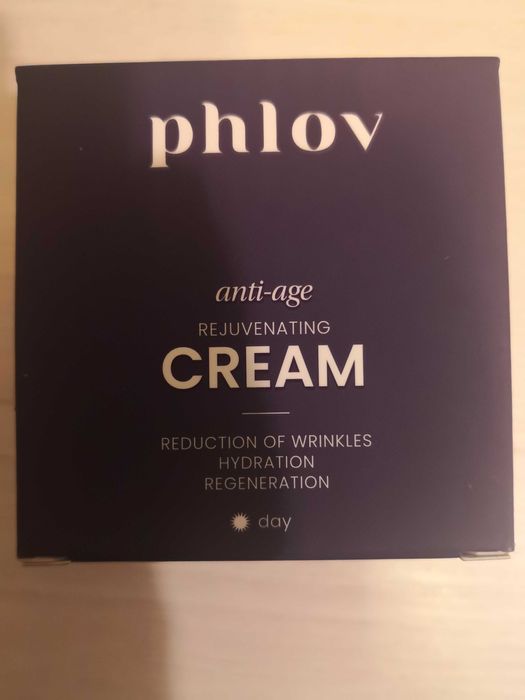 phlov
anti-age
REJUVENATING
CREAM
REDUCTION OF WRINKLES
HYDRATION
REGENERATION
day